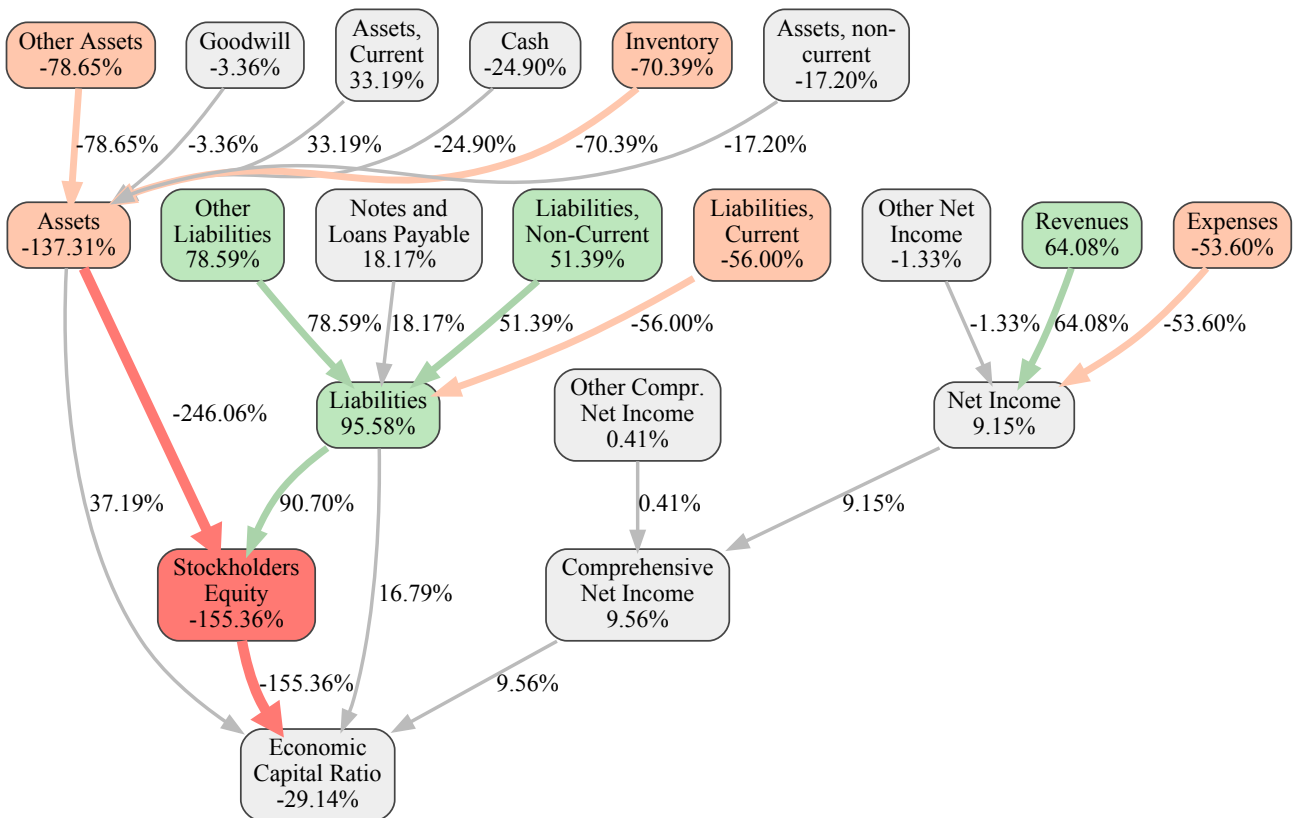 Other Assets
-78.65%
Goodwill
-3.36%
Assets,
Current
33.19%
Cash
-24.90%
Inventory
-70.39%
Assets, non-
current
-17.20%
-78.65%
-3.36%
33.19%
-24.90%
-70.39%
-17.20%
Assets
-137.31%
Other
Liabilities
78.59%
Notes and
Loans Payable
18.17%
Liabilities,
Non-Current
51.39%
Liabilities,
Current
-56.00%
Other Net
Income
-1.33%
Revenues
64.08%
Expenses
-53.60%
78.59%
18.17%
51.39%
-56.00%
-1.33%
64.08%
-53.60%
Liabilities
95.58%
Other Compr.
Net Income
0.41%
Net Income
9.15%
-246.06%
37.19%
90.70%
0.41%
9.15%
Stockholders
Equity
-155.36%
16.79%
Comprehensive
Net Income
9.56%
-155.36%
9.56%
Economic
Capital Ratio
-29.14%